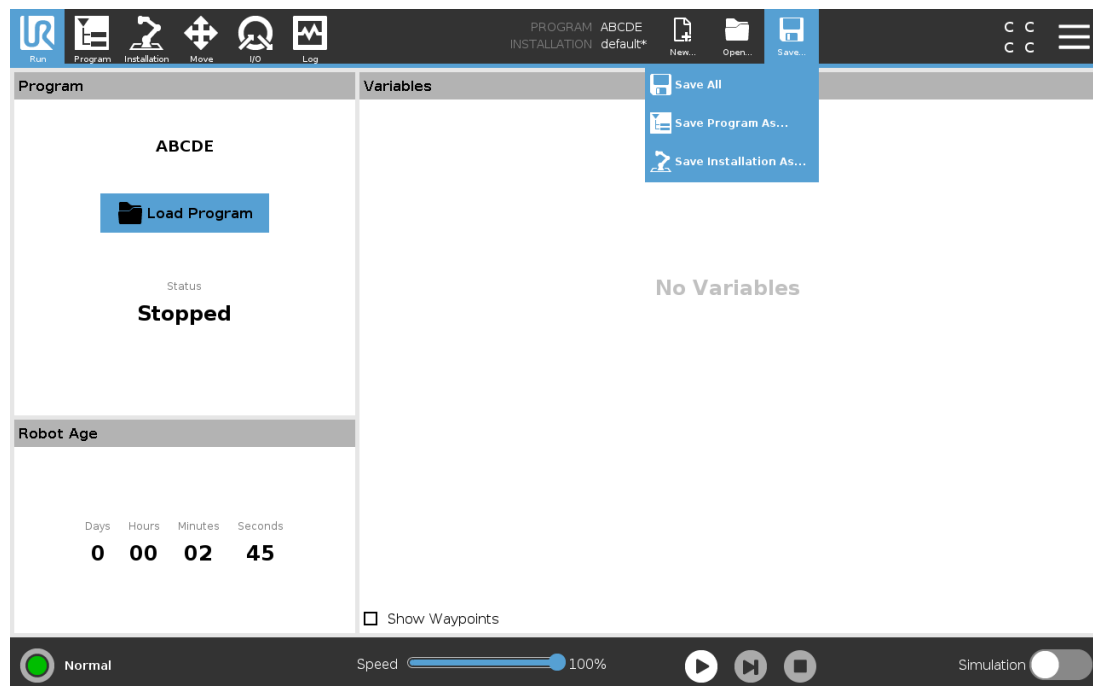 PROGRAM ABCDE
INSTALLATION default*
C C
C C
UR
Run Program Installation Move I/O Log New... Open... Save...
Program
Variables
Save All
Save Program As...
Save Installation As...
ABCDE
Load Program
Status
Stopped
No Variables
Robot Age
Days Hours Minutes Seconds
0 00 02 45
Show Waypoints
Normal
Speed 100%
Simulation